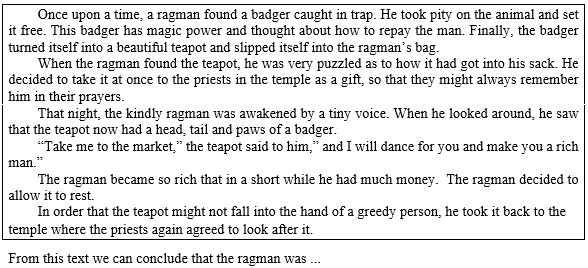 Once upon a time, a ragman found a badger caught in trap. He took pity on the animal and set
it free. This badger has magic power and thought about how to repay the man. Finally, the badger
turned itself into a beautiful teapot and slipped itself into the ragman's bag.
When the ragman found the teapot, he was very puzzled as to how it had got into his sack. He
decided to take it at once to the priests in the temple as a gift, so that they might always remember
him in their prayers.
That night, the kindly ragman was awakened by a tiny voice. When he looked around, he saw
that the teapot now had a head, tail and paws of a badger.
“Take me to the market,” the teapot said to him,” and I will dance for you and make you a rich
man.”
The ragman became so rich that in a short while he had much money.  The ragman decided to
allow it to rest.
In order that the teapot might not fall into the hand of a greedy person, he took it back to the
temple where the priests again agreed to look after it.
From this text we can conclude that the ragman was ...